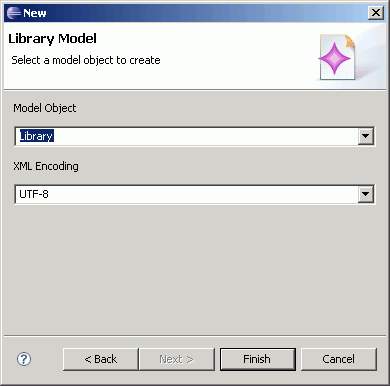 New
Library Model
Select a model object to create
Model Object
Library
XML Encoding
UTF-8
?
< Back
Next >
Finish
Cancel